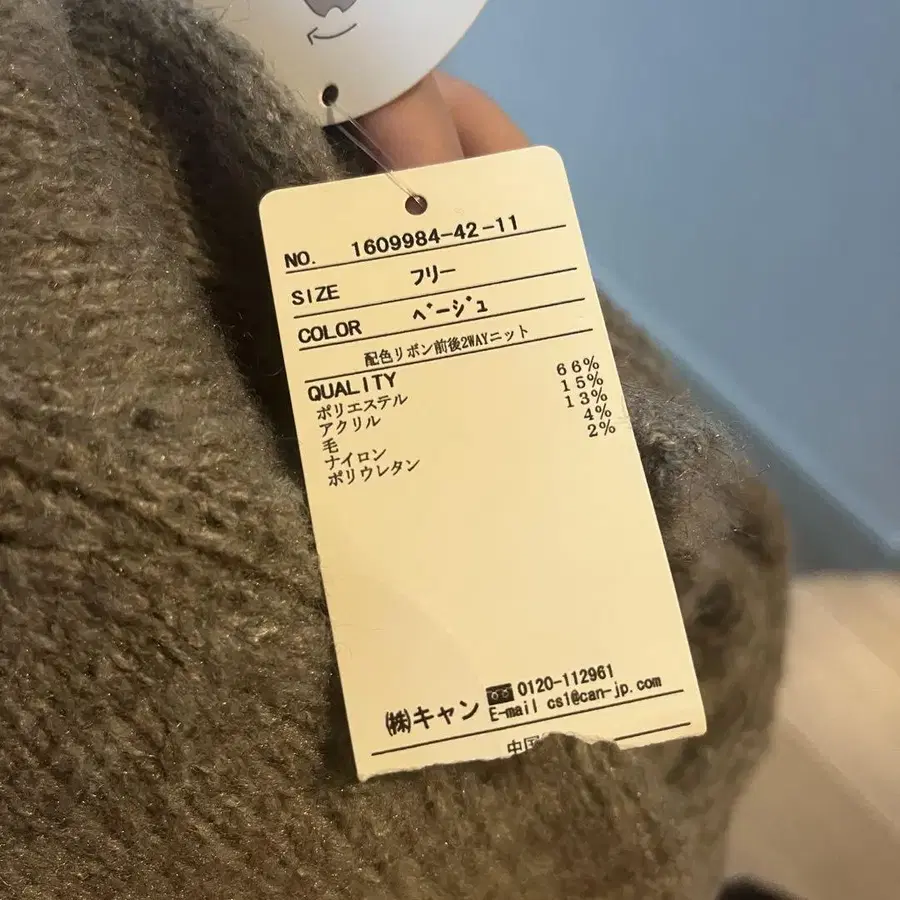 NO. 1609984-42-11
SIZE フリー
COLOR ベージュ
配色リボン前後2WAYニット
QUALITY
ポリエステル 66%
アクリル 15%
毛 13%
ナイロン 4%
ポリウレタン 2%
㈱キャン 0120-112961
E-mail cs1@can-jp.com
中国